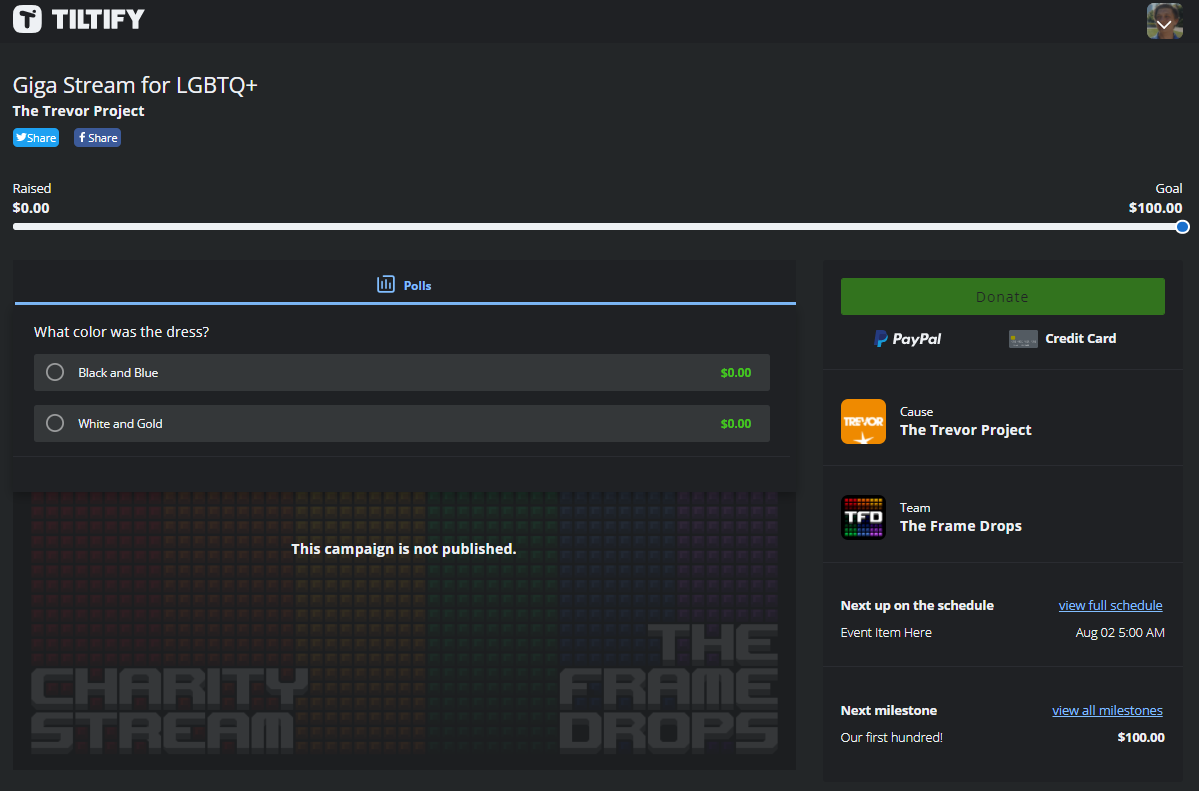 TILTIFY
Giga Stream for LGBTQ+
The Trevor Project
Share
f Share
Raised
Goal
$0.00
$100.00
Polls
What color was the dress?
Black and Blue
$0.00
White and Gold
$0.00
This campaign is not published.
CHARITY
STREAM
THE
FRAME
DROPS
Donate
PayPal
Credit Card
TREVOR
Cause
The Trevor Project
TFD
Team
The Frame Drops
Next up on the schedule
view full schedule
Event Item Here
Aug 02 5:00 AM
Next milestone
view all milestones
Our first hundred!
$100.00